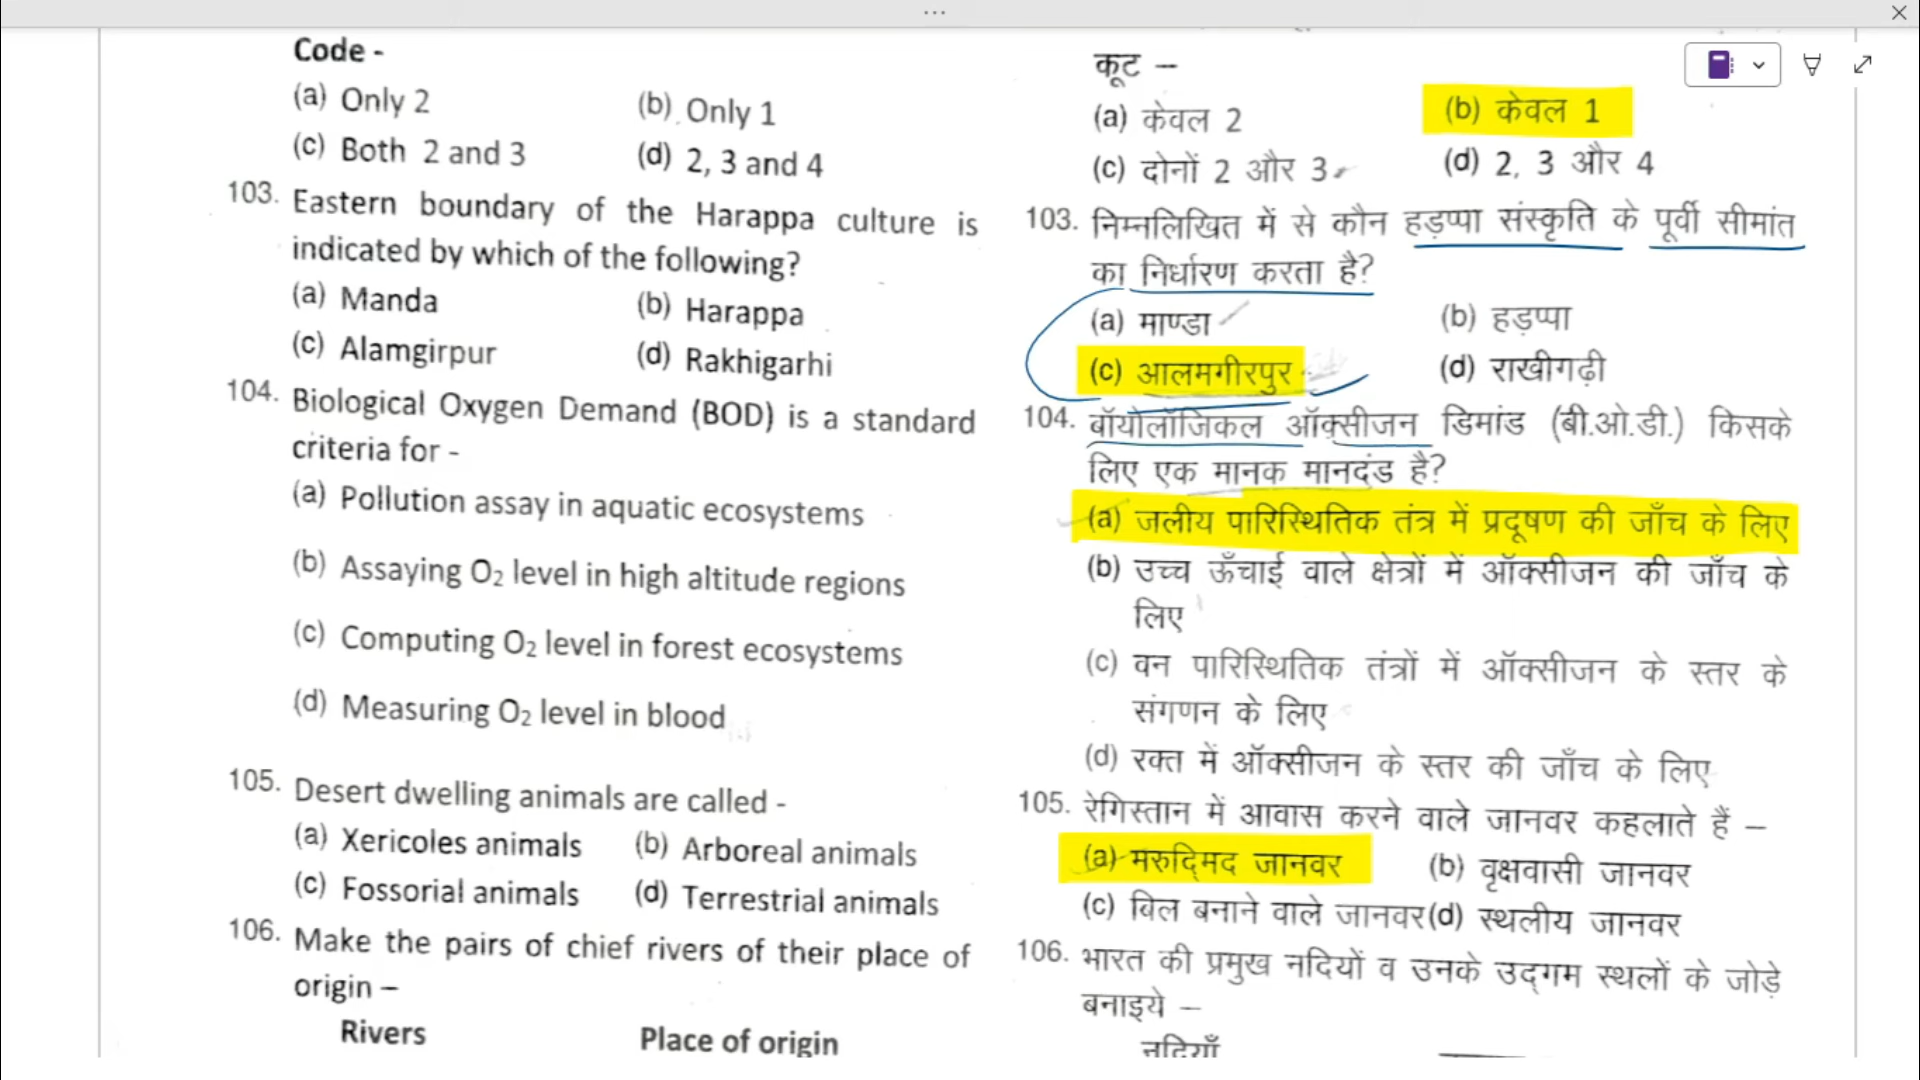 Code -
(a) Only 2 (b) Only 1
(c) Both 2 and 3 (d) 2, 3 and 4
103. Eastern boundary of the Harappa culture is
indicated by which of the following?
(a) Manda (b) Harappa
(c) Alamgirpur (d) Rakhigarhi
104. Biological Oxygen Demand (BOD) is a standard
criteria for -
(a) Pollution assay in aquatic ecosystems
(b) Assaying O₂ level in high altitude regions
(c) Computing O₂ level in forest ecosystems
(d) Measuring O₂ level in blood
105. Desert dwelling animals are called -
(a) Xericoles animals (b) Arboreal animals
(c) Fossorial animals (d) Terrestrial animals
106. Make the pairs of chief rivers of their place of
origin –
Rivers Place of origin
कूट –
(a) केवल 2 (b) केवल 1
(c) दोनों 2 और 3 (d) 2, 3 और 4
103. निम्नलिखित में से कौन हड़प्पा संस्कृति के पूर्वी सीमांत
का निर्धारण करता है?
(a) माण्डा (b) हड़प्पा
(c) आलमगीरपुर (d) राखीगढ़ी
104. बॉयोलॉजिकल ऑक्सीजन डिमांड (बी.ओ.डी.) किसके
लिए एक मानक मानदंड है?
(a) जलीय पारिस्थितिक तंत्र में प्रदूषण की जाँच के लिए
(b) उच्च ऊँचाई वाले क्षेत्रों में ऑक्सीजन की जाँच के
लिए
(c) वन पारिस्थितिक तंत्रों में ऑक्सीजन के स्तर के
संगणन के लिए
(d) रक्त में ऑक्सीजन के स्तर की जाँच के लिए
105. रेगिस्तान में आवास करने वाले जानवर कहलाते हैं –
(a) मरुद्मिद जानवर (b) वृक्षवासी जानवर
(c) बिल बनाने वाले जानवर (d) स्थलीय जानवर
106. भारत की प्रमुख नदियों व उनके उद्गम स्थलों के जोड़े
बनाइये –
नदियाँ